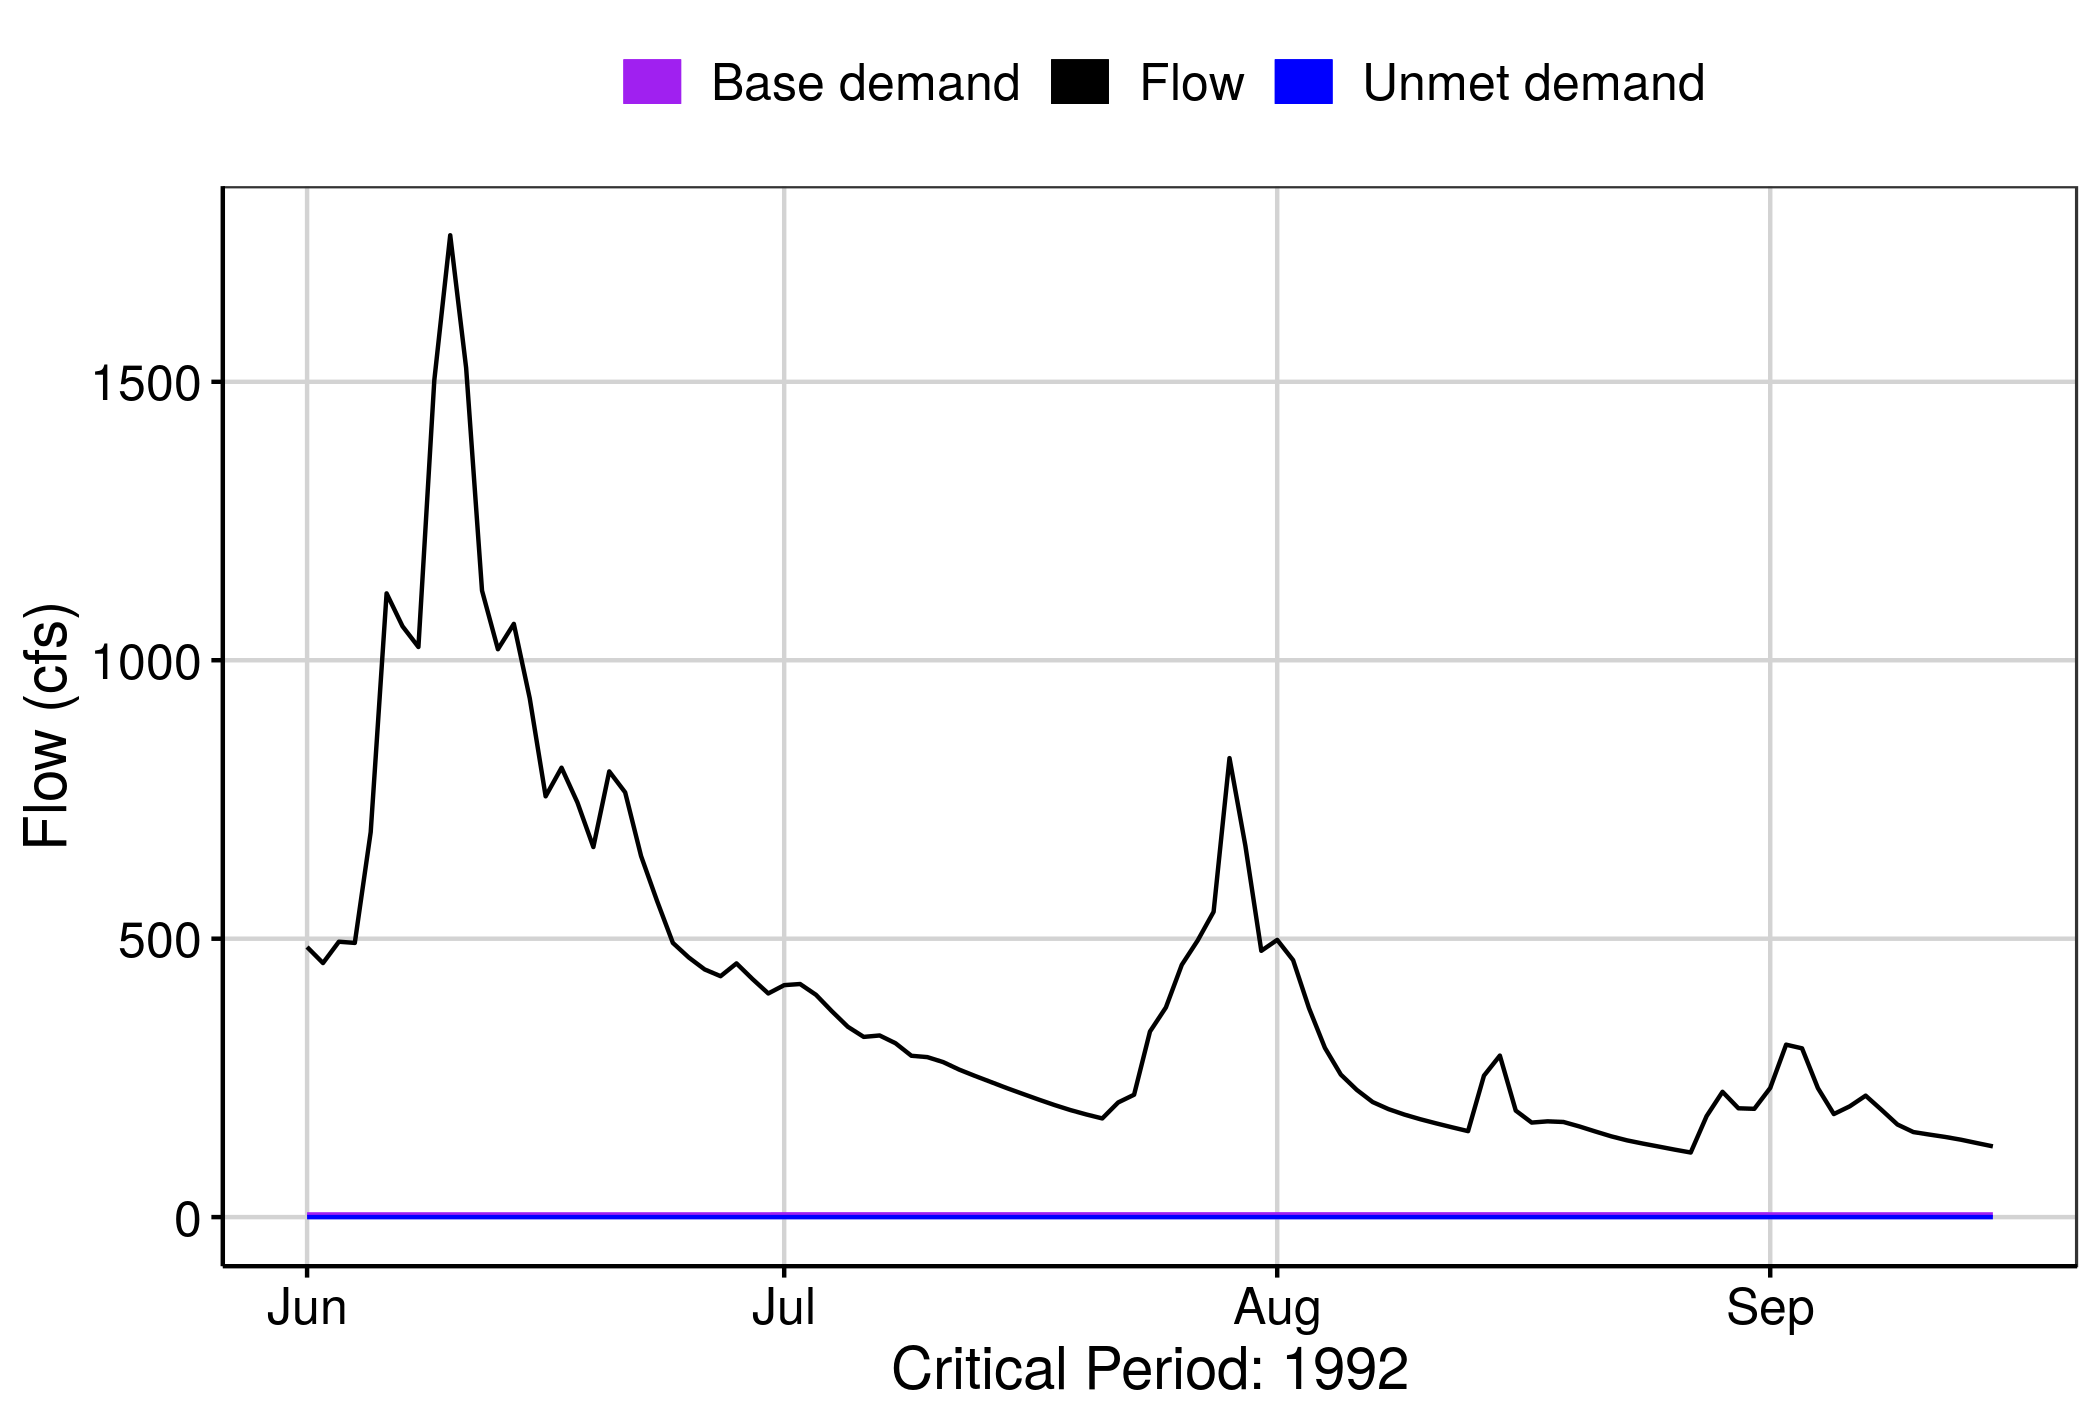 Base demand Flow Unmet demand
Flow (cfs)
1500
1000
500
0
Jun Jul Aug Sep
Critical Period: 1992